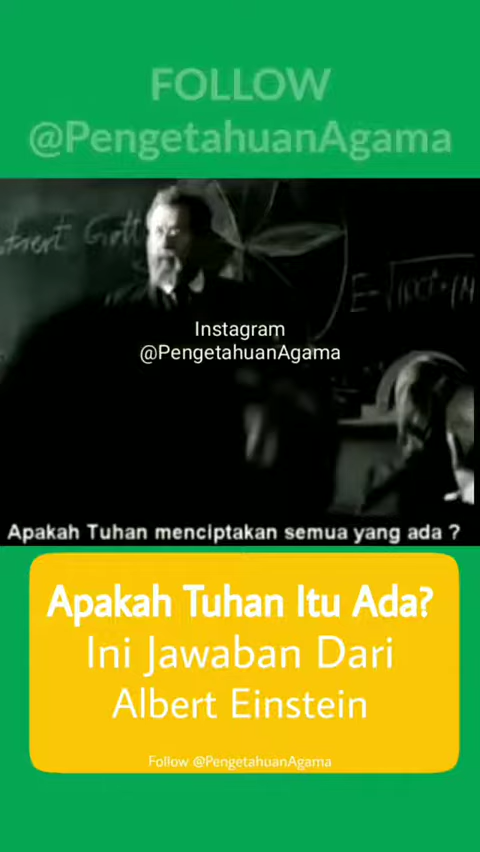 FOLLOW
@PengetahuanAgama
Gott
Instagram
@PengetahuanAgama
Apakah Tuhan menciptakan semua yang ada ?
Apakah Tuhan Itu Ada?
Ini Jawaban Dari
Albert Einstein
Follow @PengetahuanAgama